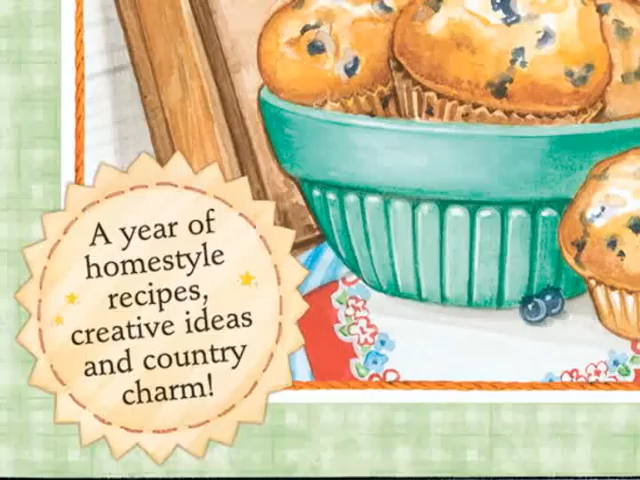 A year of
homestyle
recipes,
creative ideas
and country
charm!